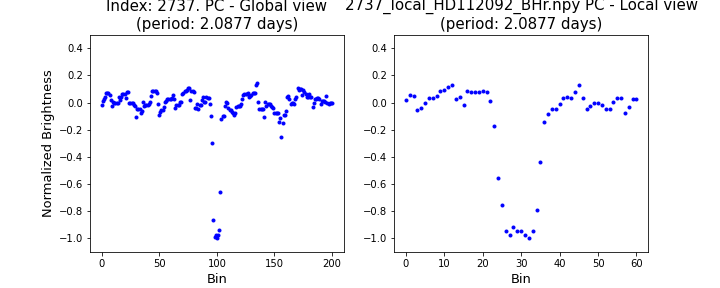 Index: 2737. PC - Global view
(period: 2.0877 days)
2737_local_HD112092_BHr.npy PC - Local view
(period: 2.0877 days)
Normalized Brightness
0.4
0.2
0.0
−0.2
−0.4
−0.6
−0.8
−1.0
0 50 100 150 200
Bin
0.4
0.2
0.0
−0.2
−0.4
−0.6
−0.8
−1.0
0 10 20 30 40 50 60
Bin